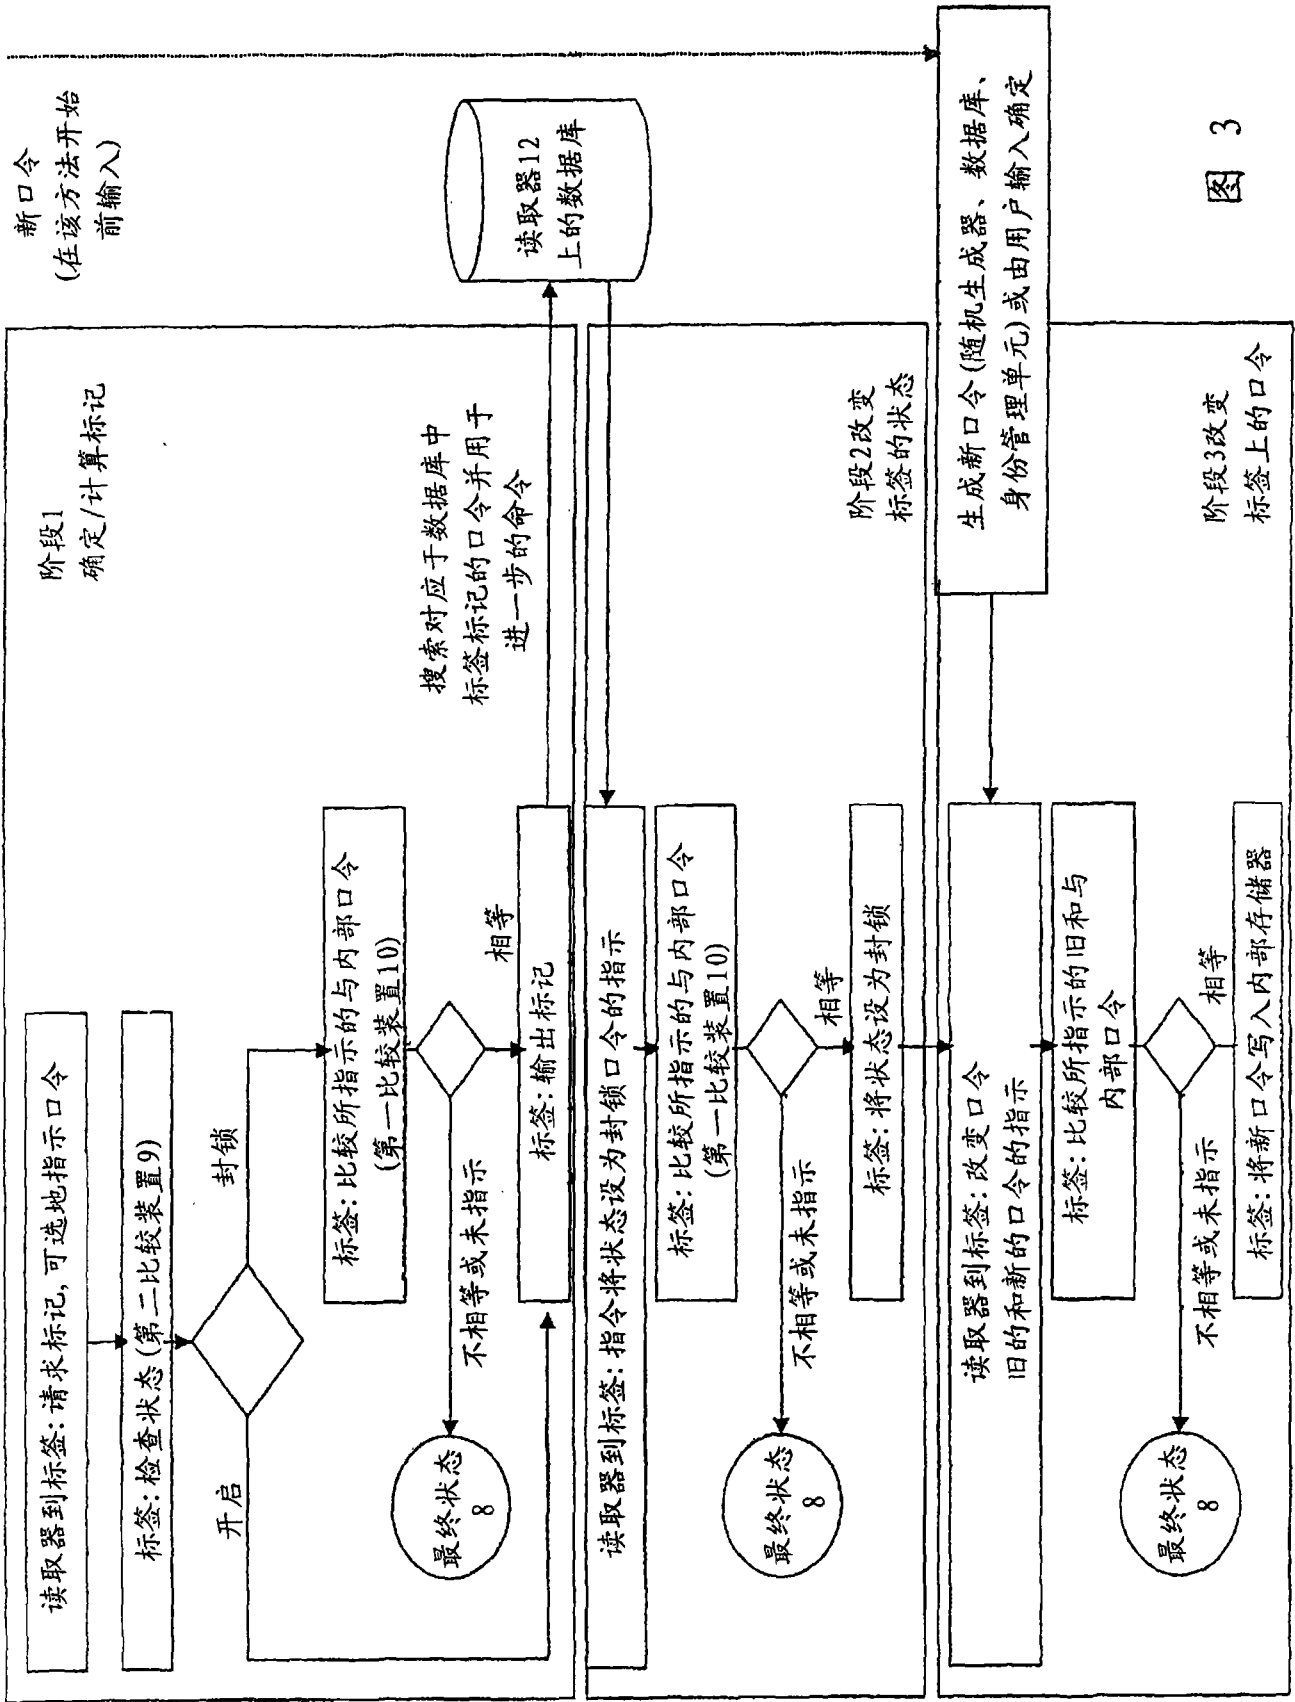 新口令
(在该方法开始
前输入)
阶段1
确定/计算标记
读取器到标签:请求标记,可选地指示口令
标签:检查状态(第二比较装置9)
开启
封锁
标签:比较所指示的与内部口令
(第一比较装置10)
相等
不相等或未指示
最终状态
8
标签:输出标记
搜索对应于数据库中
标签标记的口令并用于
进一步的命令
读取器12
上的数据库
阶段2改变
标签的状态
读取器到标签:指令将状态设为封锁口令的指示
标签:比较所指示的与内部口令
(第一比较装置10)
相等
不相等或未指示
最终状态
8
标签:将状态设为封锁
生成新口令(随机生成器、数据库、
身份管理单元)或由用户输入确定
阶段3改变
标签上的口令
读取器到标签:改变口令
旧的和新的口令的指示
标签:比较所指示的旧和与
内部口令
相等
不相等或未指示
最终状态
8
标签:将新口令写入内部存储器
图 3